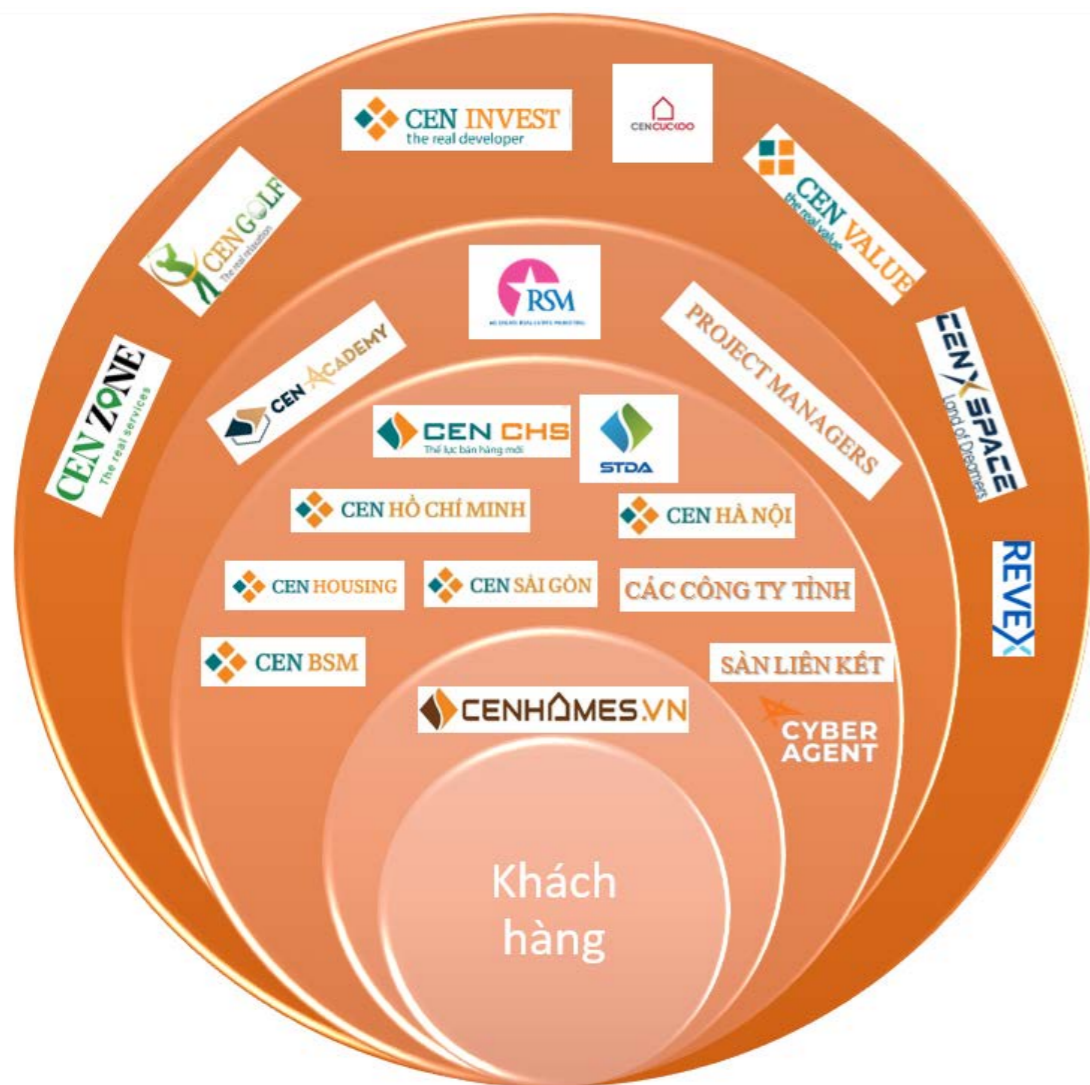 CEN INVEST
the real developer
CENCUCKOO
CEN VALUE
the real value
CENGOLF
The real relaxation
CEN ZONE
The real services
CEN X SPACE
Land of Dreamers
REVEX
RSM
CEN ACADEMY
PROJECT MANAGERS
CEN CHS
Thế lực bán hàng mới
STDA
CEN HỒ CHÍ MINH
CEN HÀ NỘI
CEN HOUSING
CEN SÀI GÒN
CÁC CÔNG TY TỈNH
CEN BSM
SÀN LIÊN KẾT
CENHOMES.VN
CYBER
AGENT
Khách
hàng